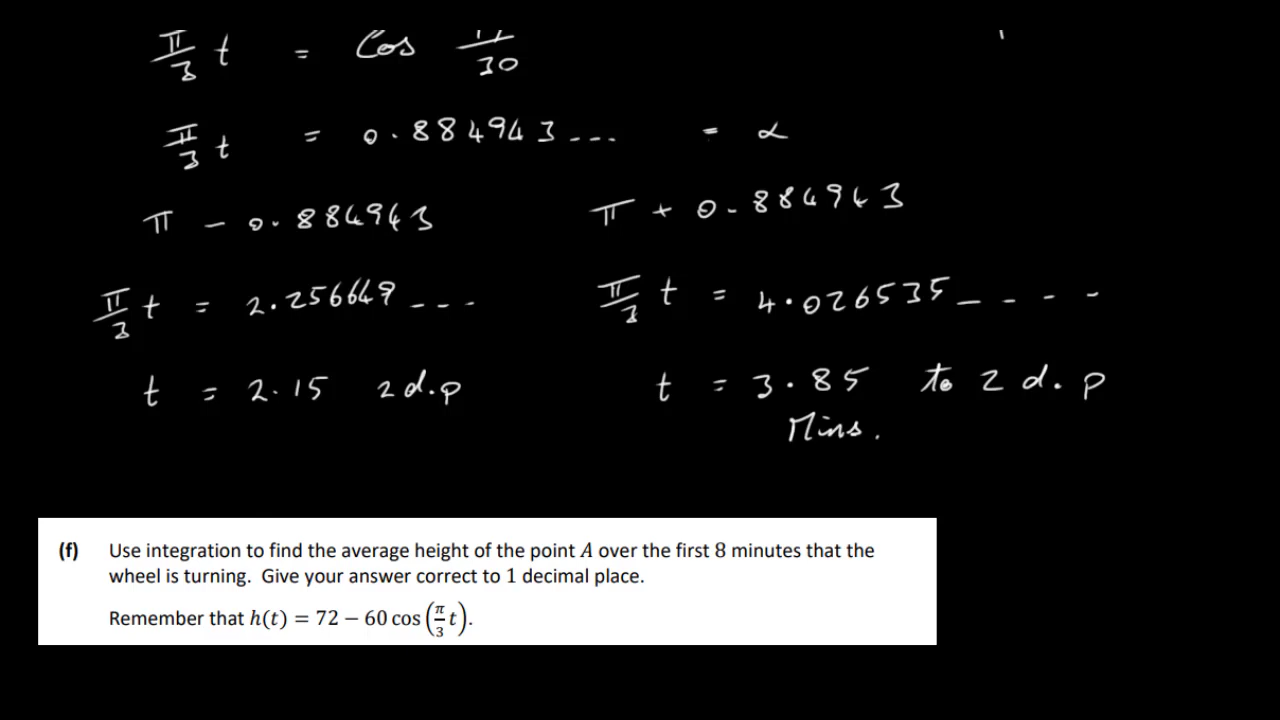 π/3 t = Cos 19/30
π/3 t = 0.884943... = α
π - 0.884943 π + 0.884943
π/3 t = 2.256649... π/3 t = 4.026535....
t = 2.15 2d.p t = 3.85 to 2 d.p
Mins.
(f) Use integration to find the average height of the point A over the first 8 minutes that the
wheel is turning. Give your answer correct to 1 decimal place.
Remember that h(t) = 72 − 60 cos(π/3 t).